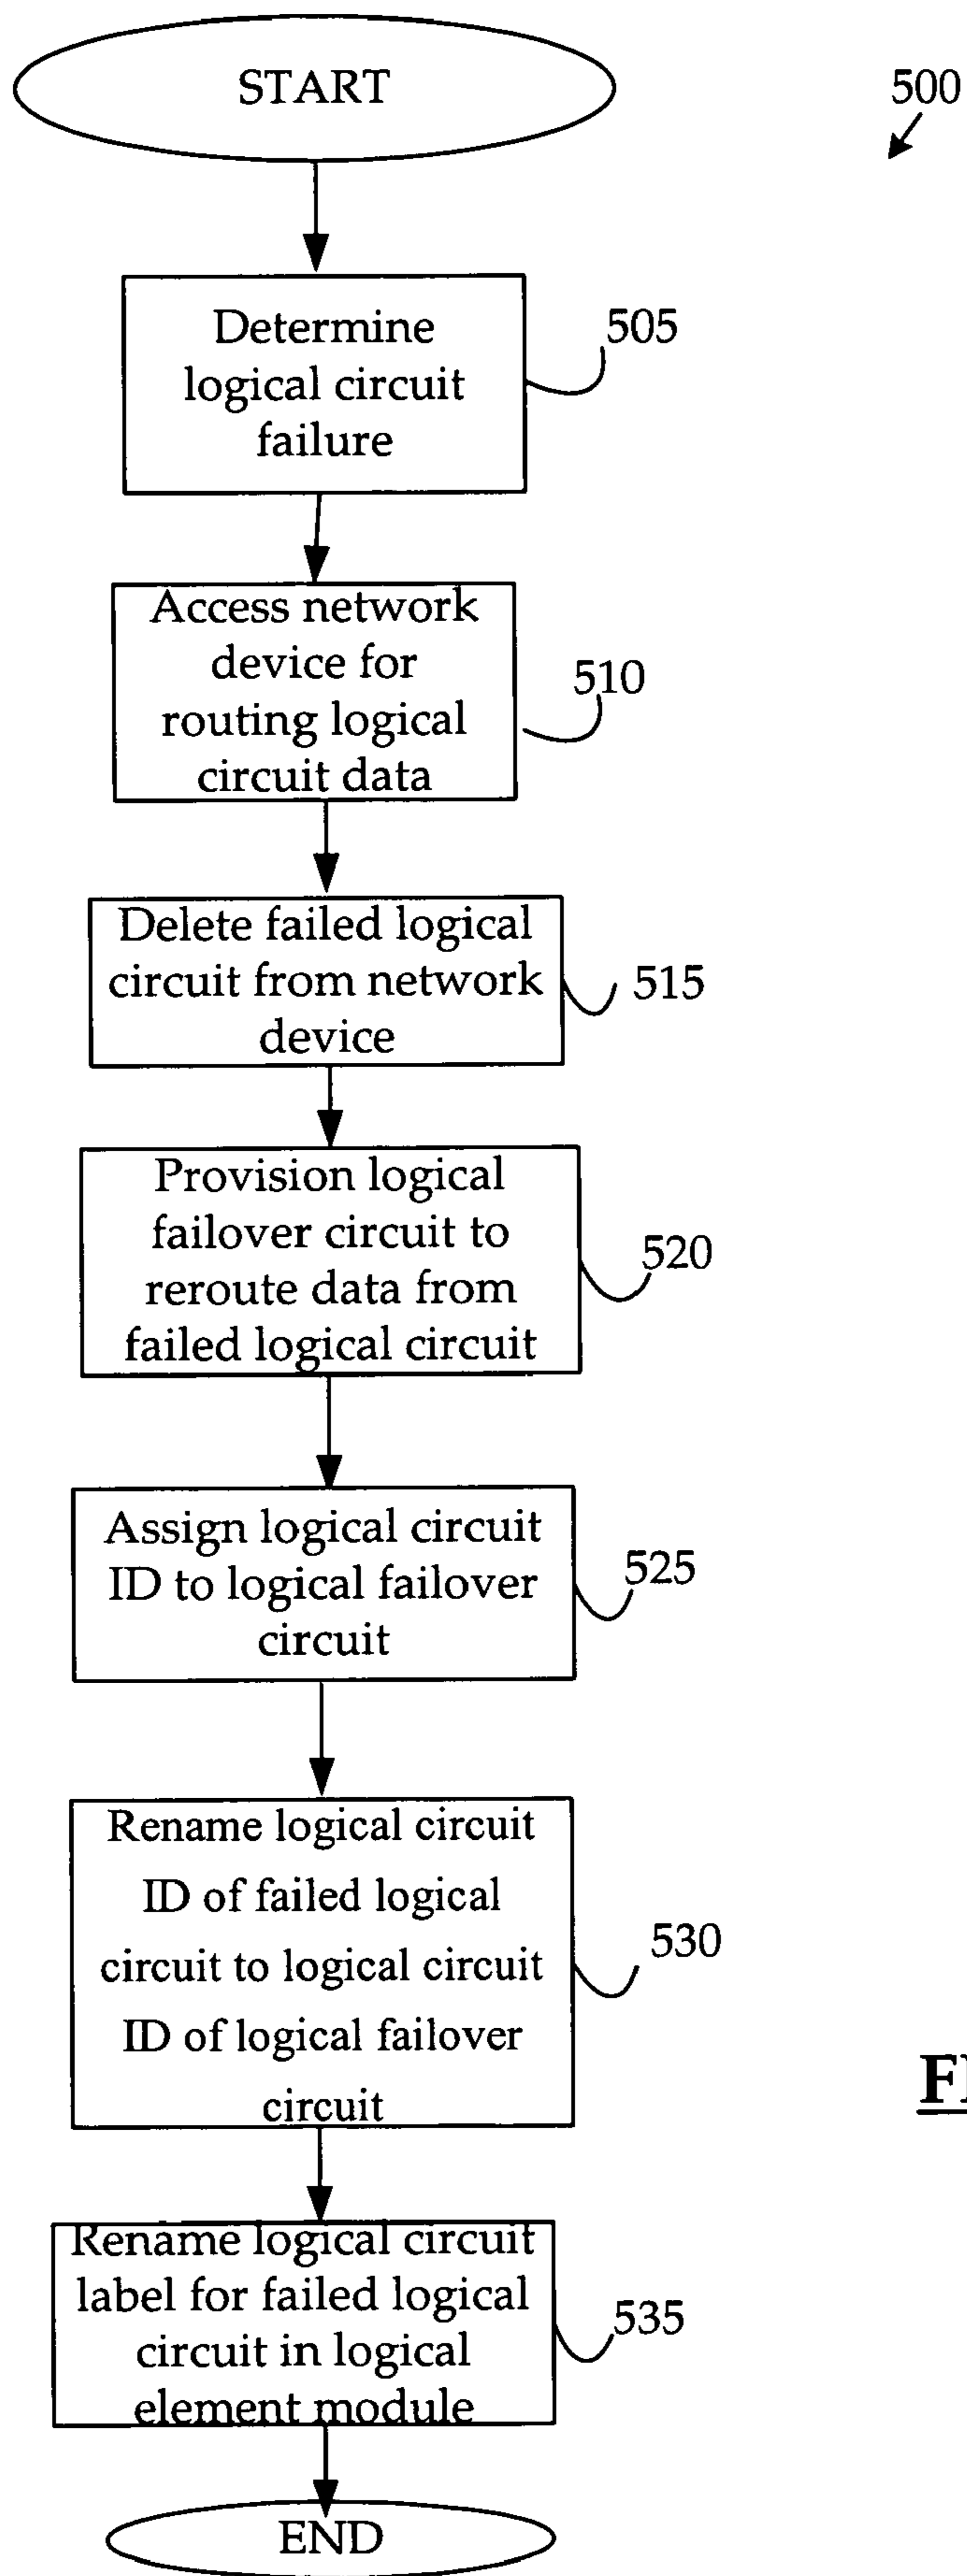 START
500
Determine
logical circuit
failure
505
Access network
device for
routing logical
circuit data
510
Delete failed logical
circuit from network
device
515
Provision logical
failover circuit to
reroute data from
failed logical circuit
520
Assign logical circuit
ID to logical failover
circuit
525
Rename logical circuit
ID of failed logical
circuit to logical circuit
ID of logical failover
circuit
530
Rename logical circuit
label for failed logical
circuit in logical
element module
535
END